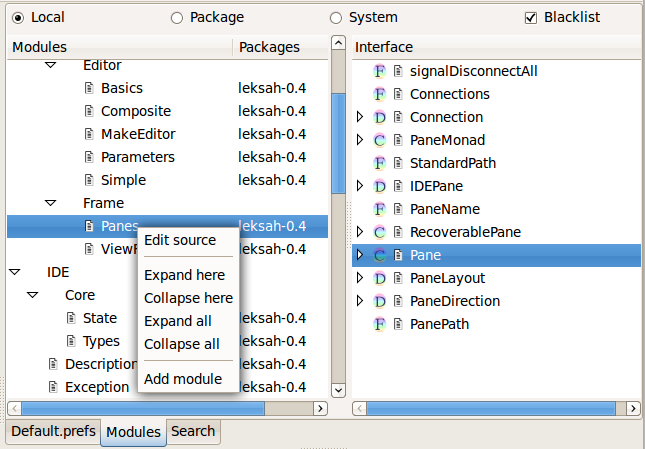 Local Package System Blacklist
Modules Packages
Editor
Basics leksah-0.4
Composite leksah-0.4
MakeEditor leksah-0.4
Parameters leksah-0.4
Simple leksah-0.4
Frame
Panes leksah-0.4
ViewF leksah-0.4
IDE
Core
State leksah-0.4
Types leksah-0.4
Description leksah-0.4
Exception leksah-0.4
Edit source
Expand here
Collapse here
Expand all
Collapse all
Add module
Interface
F signalDisconnectAll
F Connections
D Connection
C PaneMonad
F StandardPath
D IDEPane
F PaneName
C RecoverablePane
C Pane
D PaneLayout
D PaneDirection
F PanePath
Default.prefs Modules Search